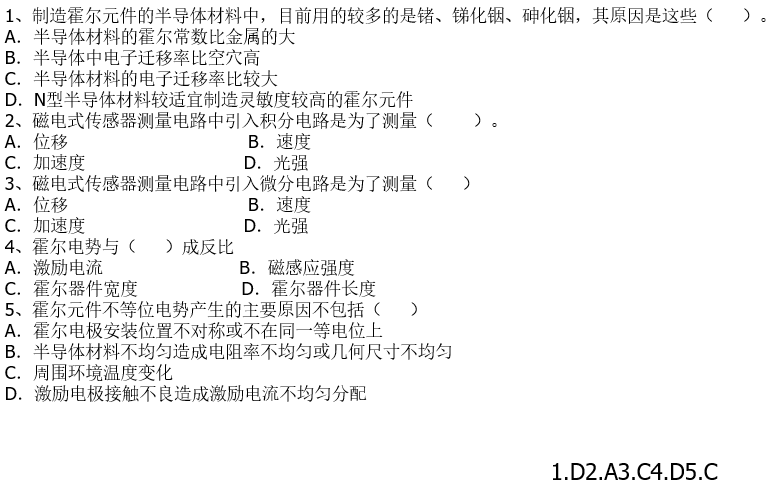 1、制造霍尔元件的半导体材料中，目前用的较多的是锗、锑化铟、砷化铟，其原因是这些（ ）。
A．半导体材料的霍尔常数比金属的大
B．半导体中电子迁移率比空穴高
C．半导体材料的电子迁移率比较大
D．N型半导体材料较适宜制造灵敏度较高的霍尔元件
2、磁电式传感器测量电路中引入积分电路是为了测量（ ）。
A．位移 B．速度
C．加速度 D．光强
3、磁电式传感器测量电路中引入微分电路是为了测量（ ）
A．位移 B．速度
C．加速度 D．光强
4、霍尔电势与（ ）成反比
A．激励电流 B．磁感应强度
C．霍尔器件宽度 D．霍尔器件长度
5、霍尔元件不等位电势产生的主要原因不包括（ ）
A．霍尔电极安装位置不对称或不在同一等电位上
B．半导体材料不均匀造成电阻率不均匀或几何尺寸不均匀
C．周围环境温度变化
D．激励电极接触不良造成激励电流不均匀分配
1.D2.A3.C4.D5.C